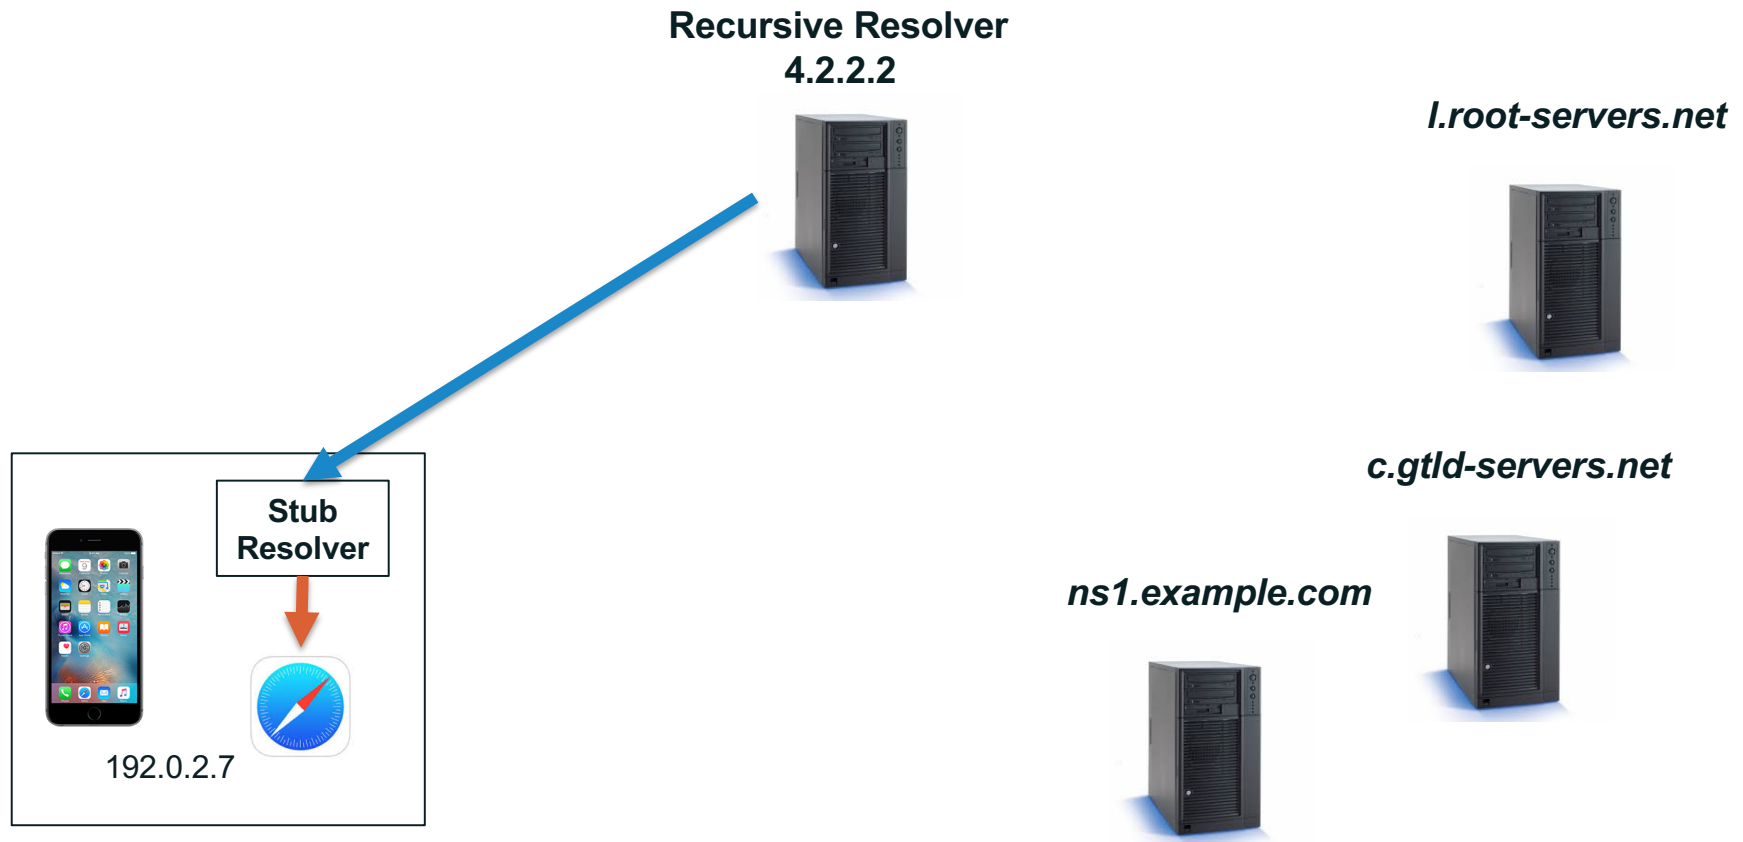 Recursive Resolver
4.2.2.2
l.root-servers.net
c.gtld-servers.net
Stub
Resolver
ns1.example.com
192.0.2.7